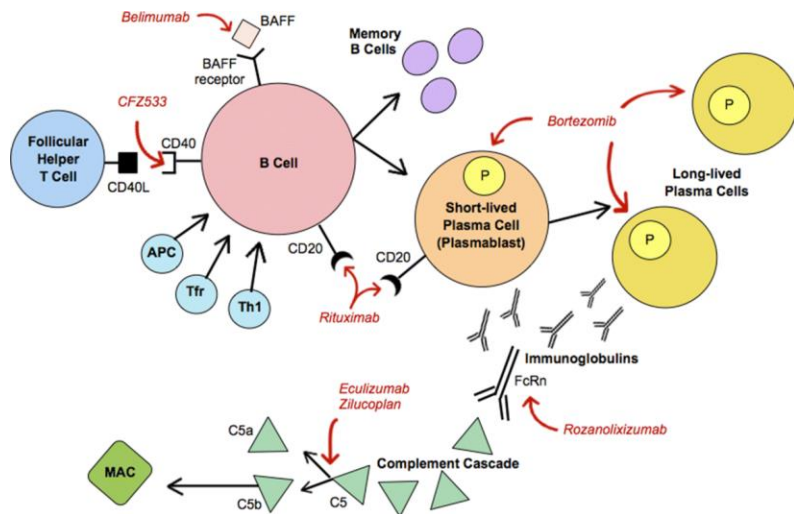 Belimumab
BAFF
BAFF
receptor
Memory
B Cells
CFZ533
Follicular
Helper
T Cell
CD40L
CD40
B Cell
Bortezomib
P
P
P
Long-lived
Plasma Cells
Short-lived
Plasma Cell
(Plasmablast)
APC
Tfr
Th1
CD20
CD20
Rituximab
Immunoglobulins
FcRn
Rozanolixizumab
Eculizumab
Zilucoplan
C5a
MAC
C5b
C5
Complement Cascade